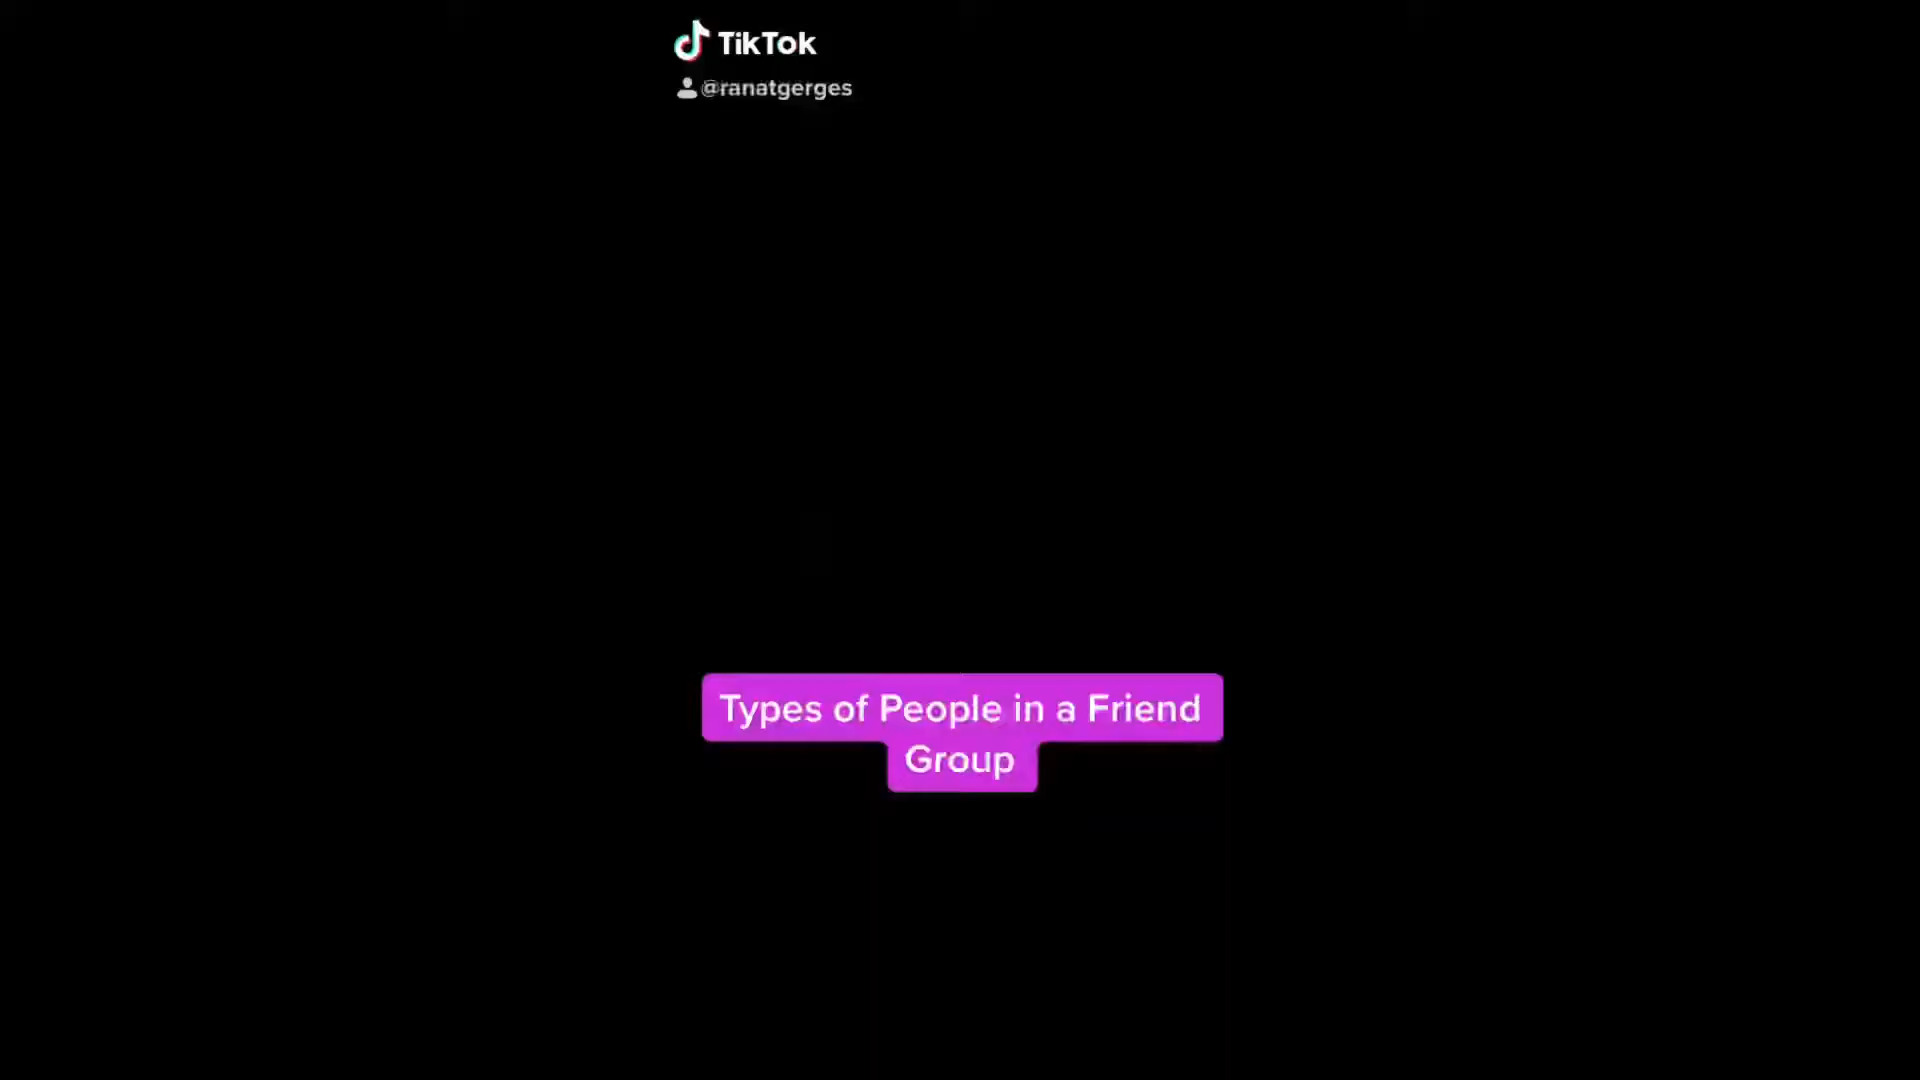 TikTok
@ranatgerges
Types of People in a Friend
Group